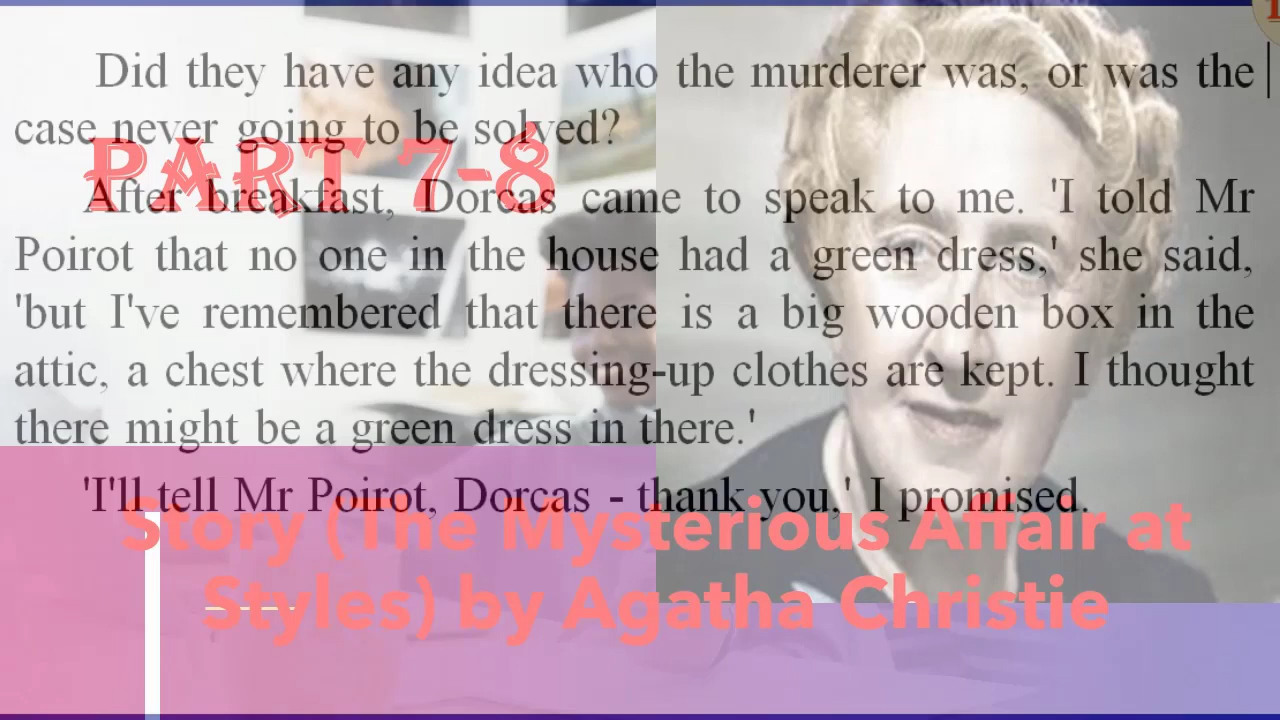 Did they have any idea who the murderer was, or was the
case never going to be solved?
PART 7-8
After breakfast, Dorcas came to speak to me. 'I told Mr
Poirot that no one in the house had a green dress,' she said,
'but I've remembered that there is a big wooden box in the
attic, a chest where the dressing-up clothes are kept. I thought
there might be a green dress in there.'
'I'll tell Mr Poirot, Dorcas - thank you,' I promised.
Story (The Mysterious Affair at
Styles) by Agatha Christie